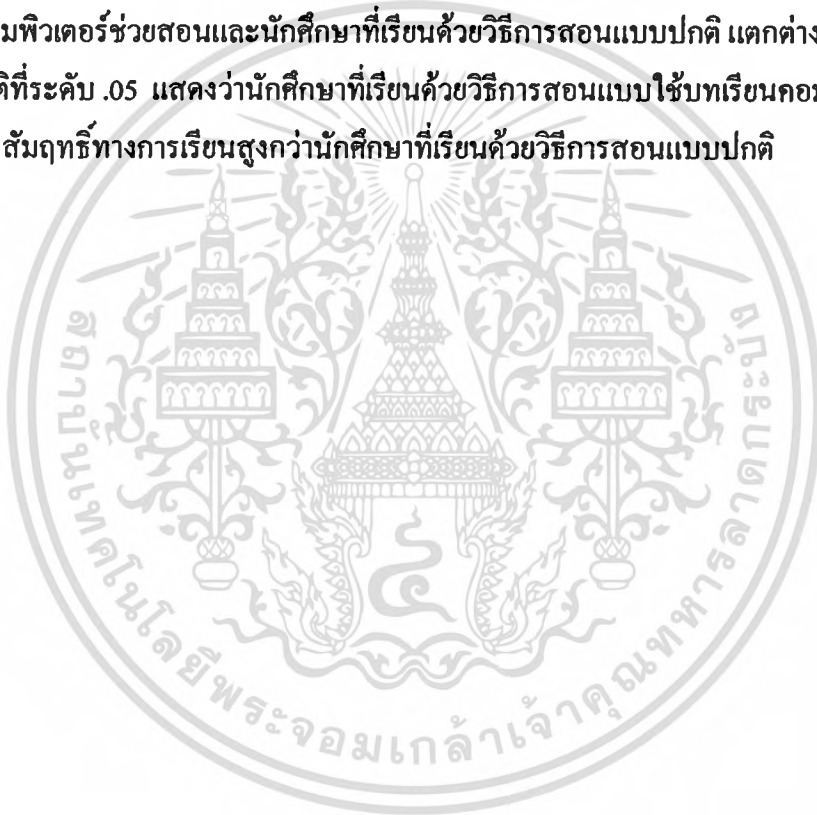 มพิวเตอร์ช่วยสอนและนักศึกษาที่เรียนด้วยวิธีการสอนแบบปกติ แตกต่าง
ติที่ระดับ .05 แสดงว่านักศึกษาที่เรียนด้วยวิธีการสอนแบบใช้บทเรียนคอม
สัมฤทธิ์ทางการเรียนสูงกว่านักศึกษาที่เรียนด้วยวิธีการสอนแบบปกติ
สถาบันเทคโนโลยีพระจอมเกล้าเจ้าคุณทหารลาดกระบัง
๔